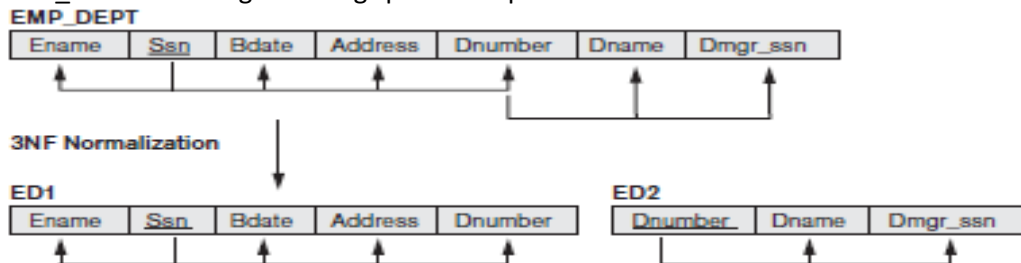 EMP_DEPT
Ename Ssn Bdate Address Dnumber Dname Dmgr_ssn
3NF Normalization
ED1 ED2
Ename Ssn Bdate Address Dnumber Dnumber Dname Dmgr_ssn